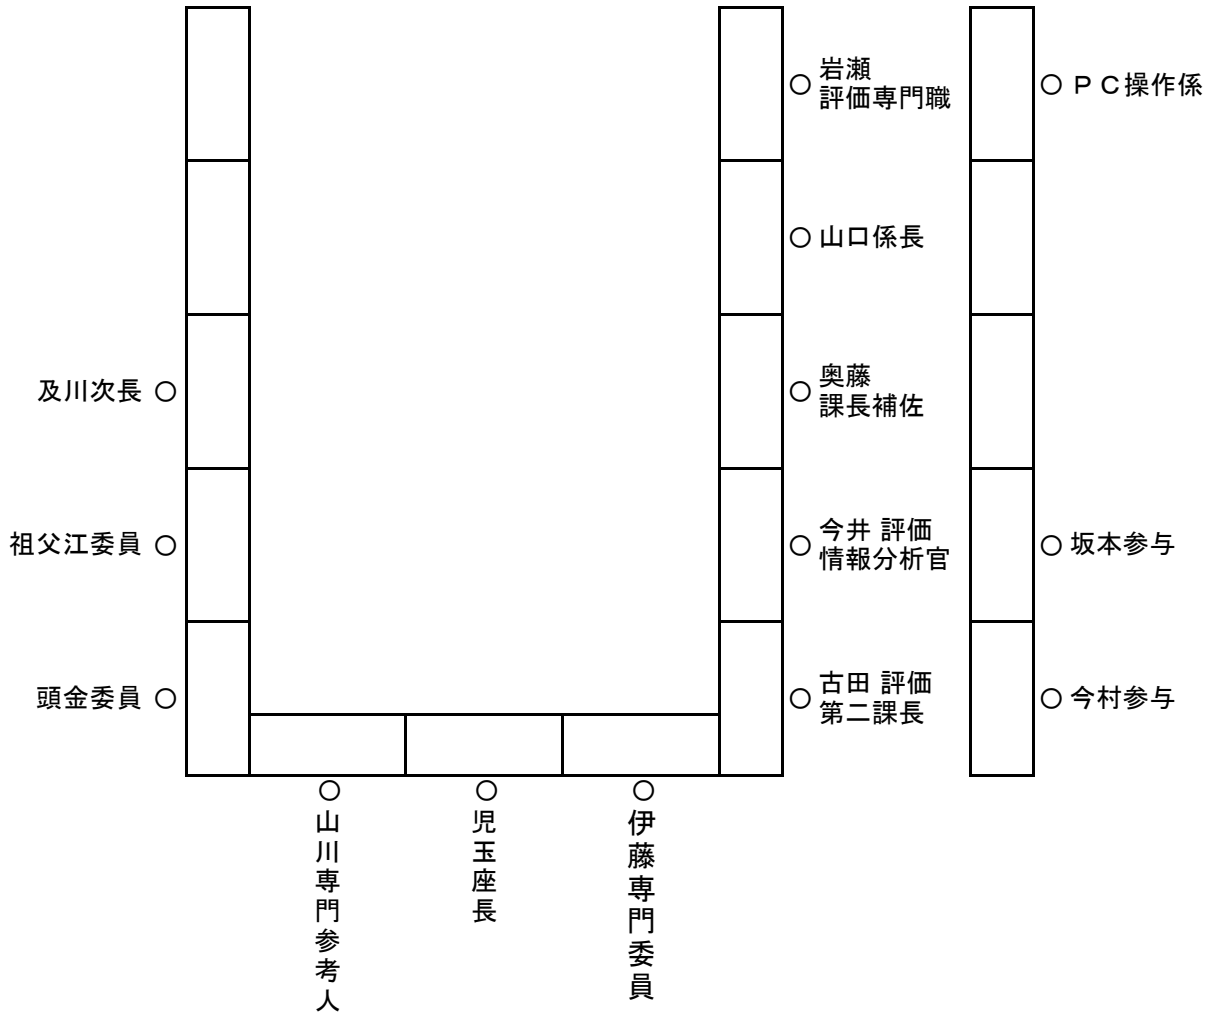 岩瀬
評価専門職
○ＰＣ操作係
○山口係長
及川次長○
○奥藤
課長補佐
祖父江委員○
○今井 評価
情報分析官
○坂本参与
頭金委員○
○古田 評価
第二課長
○今村参与
○山川専門参考人
○児玉座長
○伊藤専門委員